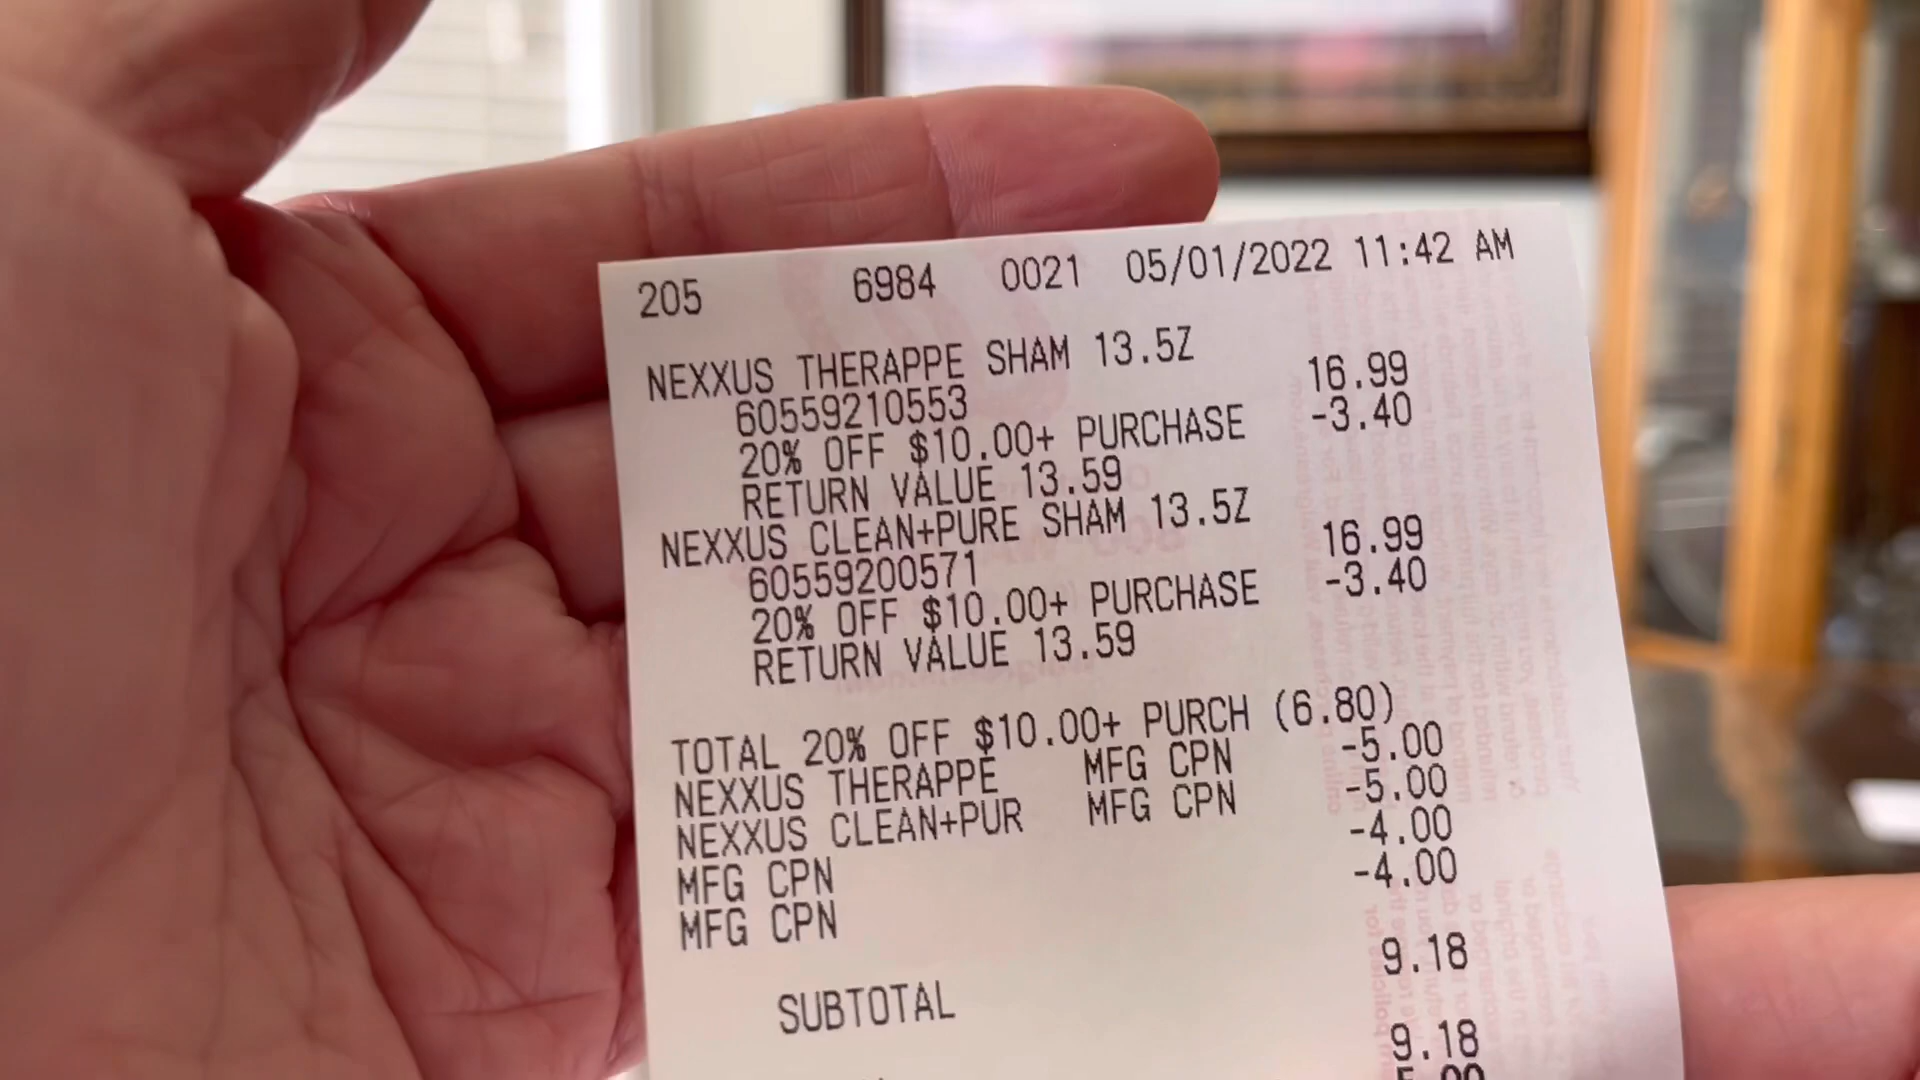 205 6984 0021 05/01/2022 11:42 AM
NEXXUS THERAPPE SHAM 13.5Z
60559210553 16.99
20% OFF $10.00+ PURCHASE -3.40
RETURN VALUE 13.59
NEXXUS CLEAN+PURE SHAM 13.5Z
60559200571 16.99
20% OFF $10.00+ PURCHASE -3.40
RETURN VALUE 13.59
TOTAL 20% OFF $10.00+ PURCH (6.80)
NEXXUS THERAPPE MFG CPN -5.00
NEXXUS CLEAN+PUR MFG CPN -5.00
MFG CPN -4.00
MFG CPN -4.00
SUBTOTAL 9.18
9.18